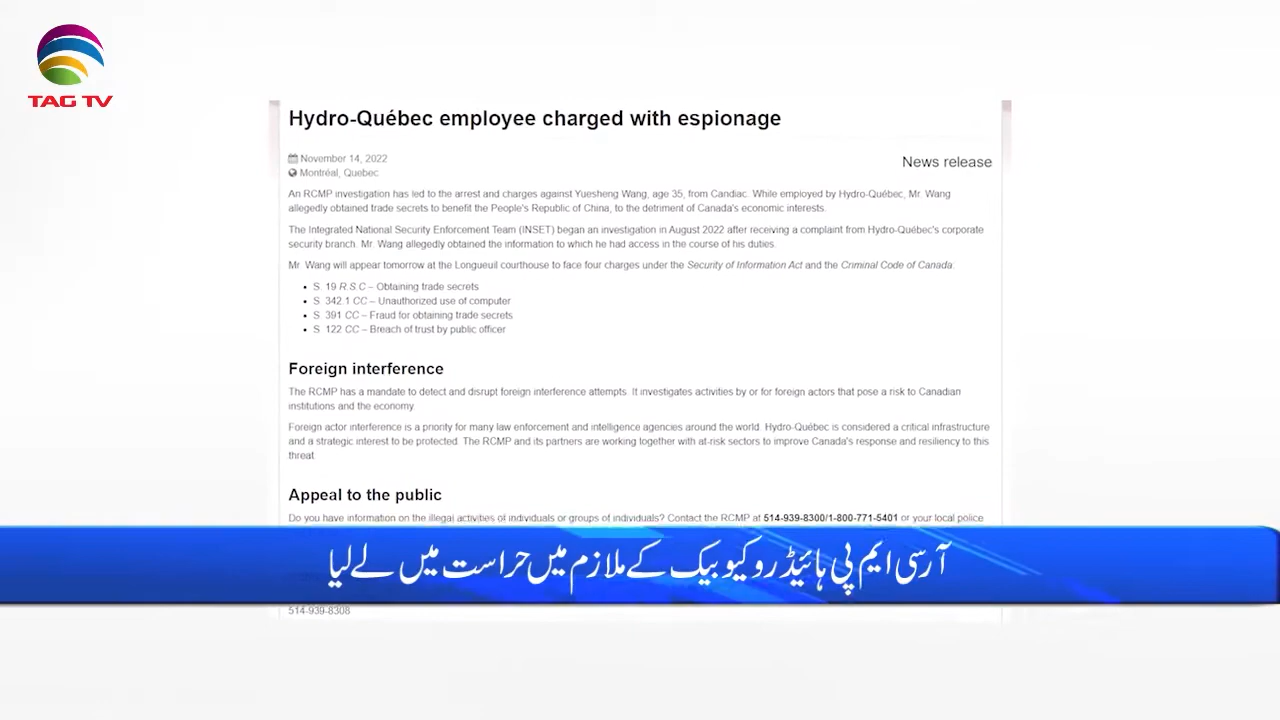 TAG TV
Hydro-Québec employee charged with espionage
November 14, 2022
News release
Montréal, Quebec
An RCMP investigation has led to the arrest and charges against Yuesheng Wang, age 35, from Candiac. While employed by Hydro-Québec, Mr. Wang
allegedly obtained trade secrets to benefit the People's Republic of China, to the detriment of Canada's economic interests.
The Integrated National Security Enforcement Team (INSET) began an investigation in August 2022 after receiving a complaint from Hydro-Québec's corporate
security branch. Mr. Wang allegedly obtained the information to which he had access in the course of his duties.
Mr. Wang will appear tomorrow at the Longueuil courthouse to face four charges under the Security of Information Act and the Criminal Code of Canada.
• S. 19 R.S.C – Obtaining trade secrets
• S. 342.1 CC – Unauthorized use of computer
• S. 391 CC – Fraud for obtaining trade secrets
• S. 122 CC – Breach of trust by public officer
Foreign interference
The RCMP has a mandate to detect and disrupt foreign interference attempts. It investigates activities by or for foreign actors that pose a risk to Canadian
institutions and the economy.
Foreign actor interference is a priority for many law enforcement and intelligence agencies around the world. Hydro-Québec is considered a critical infrastructure
and a strategic interest to be protected. The RCMP and its partners are working together with at-risk sectors to improve Canada's response and resiliency to this
threat.
Appeal to the public
Do you have information on the illegal activities of individuals or groups of individuals? Contact the RCMP at 514-939-8300/1-800-771-5401 or your local police
آر سی ایم پی ہائیڈرو کیوبیک کے ملازم میں حراست میں لے لیا
514-939-8308